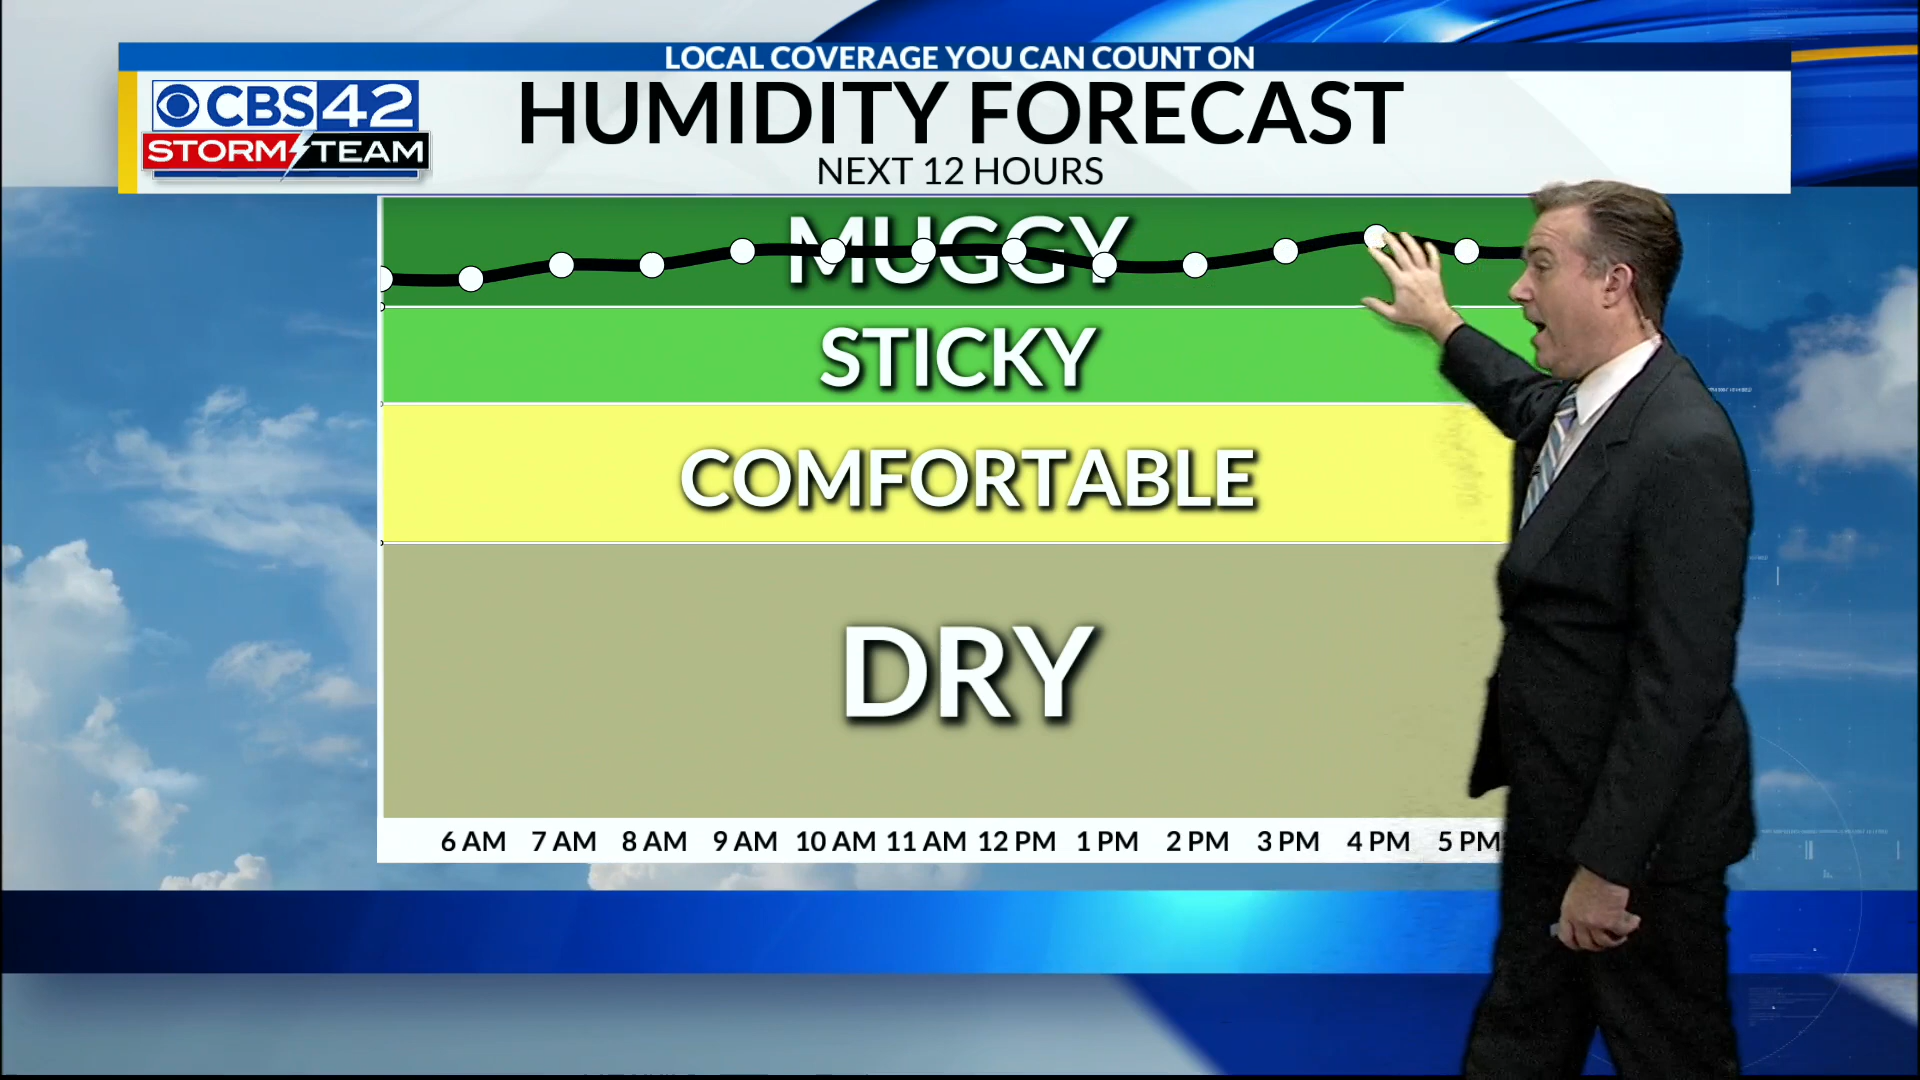 LOCAL COVERAGE YOU CAN COUNT ON
CBS 42
STORM TEAM
HUMIDITY FORECAST
NEXT 12 HOURS
MUGGY
STICKY
COMFORTABLE
DRY
6 AM 7 AM 8 AM 9 AM 10 AM 11 AM 12 PM 1 PM 2 PM 3 PM 4 PM 5 PM